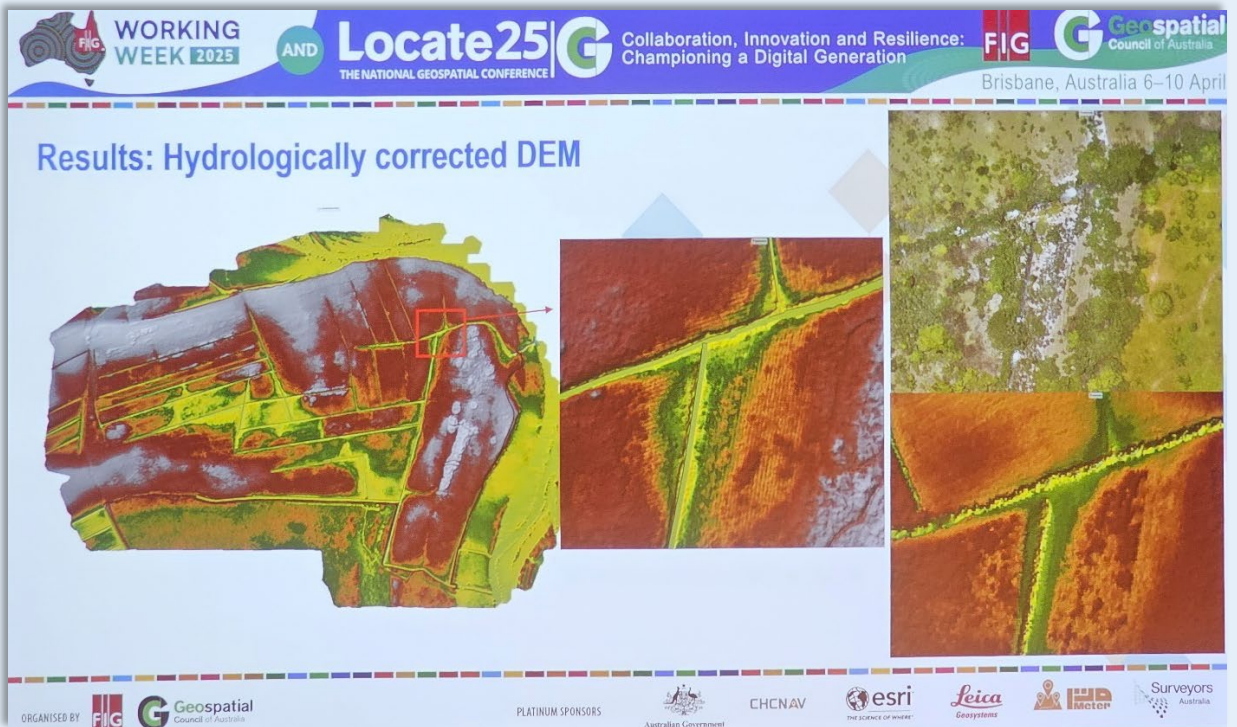 FIG
WORKING
WEEK 2025
AND
Locate25
THE NATIONAL GEOSPATIAL CONFERENCE
Collaboration, Innovation and Resilience:
Championing a Digital Generation
FIG
Geospatial
Council of Australia
Brisbane, Australia 6–10 April
Results: Hydrologically corrected DEM
ORGANISED BY
FIG
Geospatial
Council of Australia
PLATINUM SPONSORS
Australian Government
CHCNAV
esri
THE SCIENCE OF WHERE
Leica
Geosystems
Meter
Surveyors
Australia